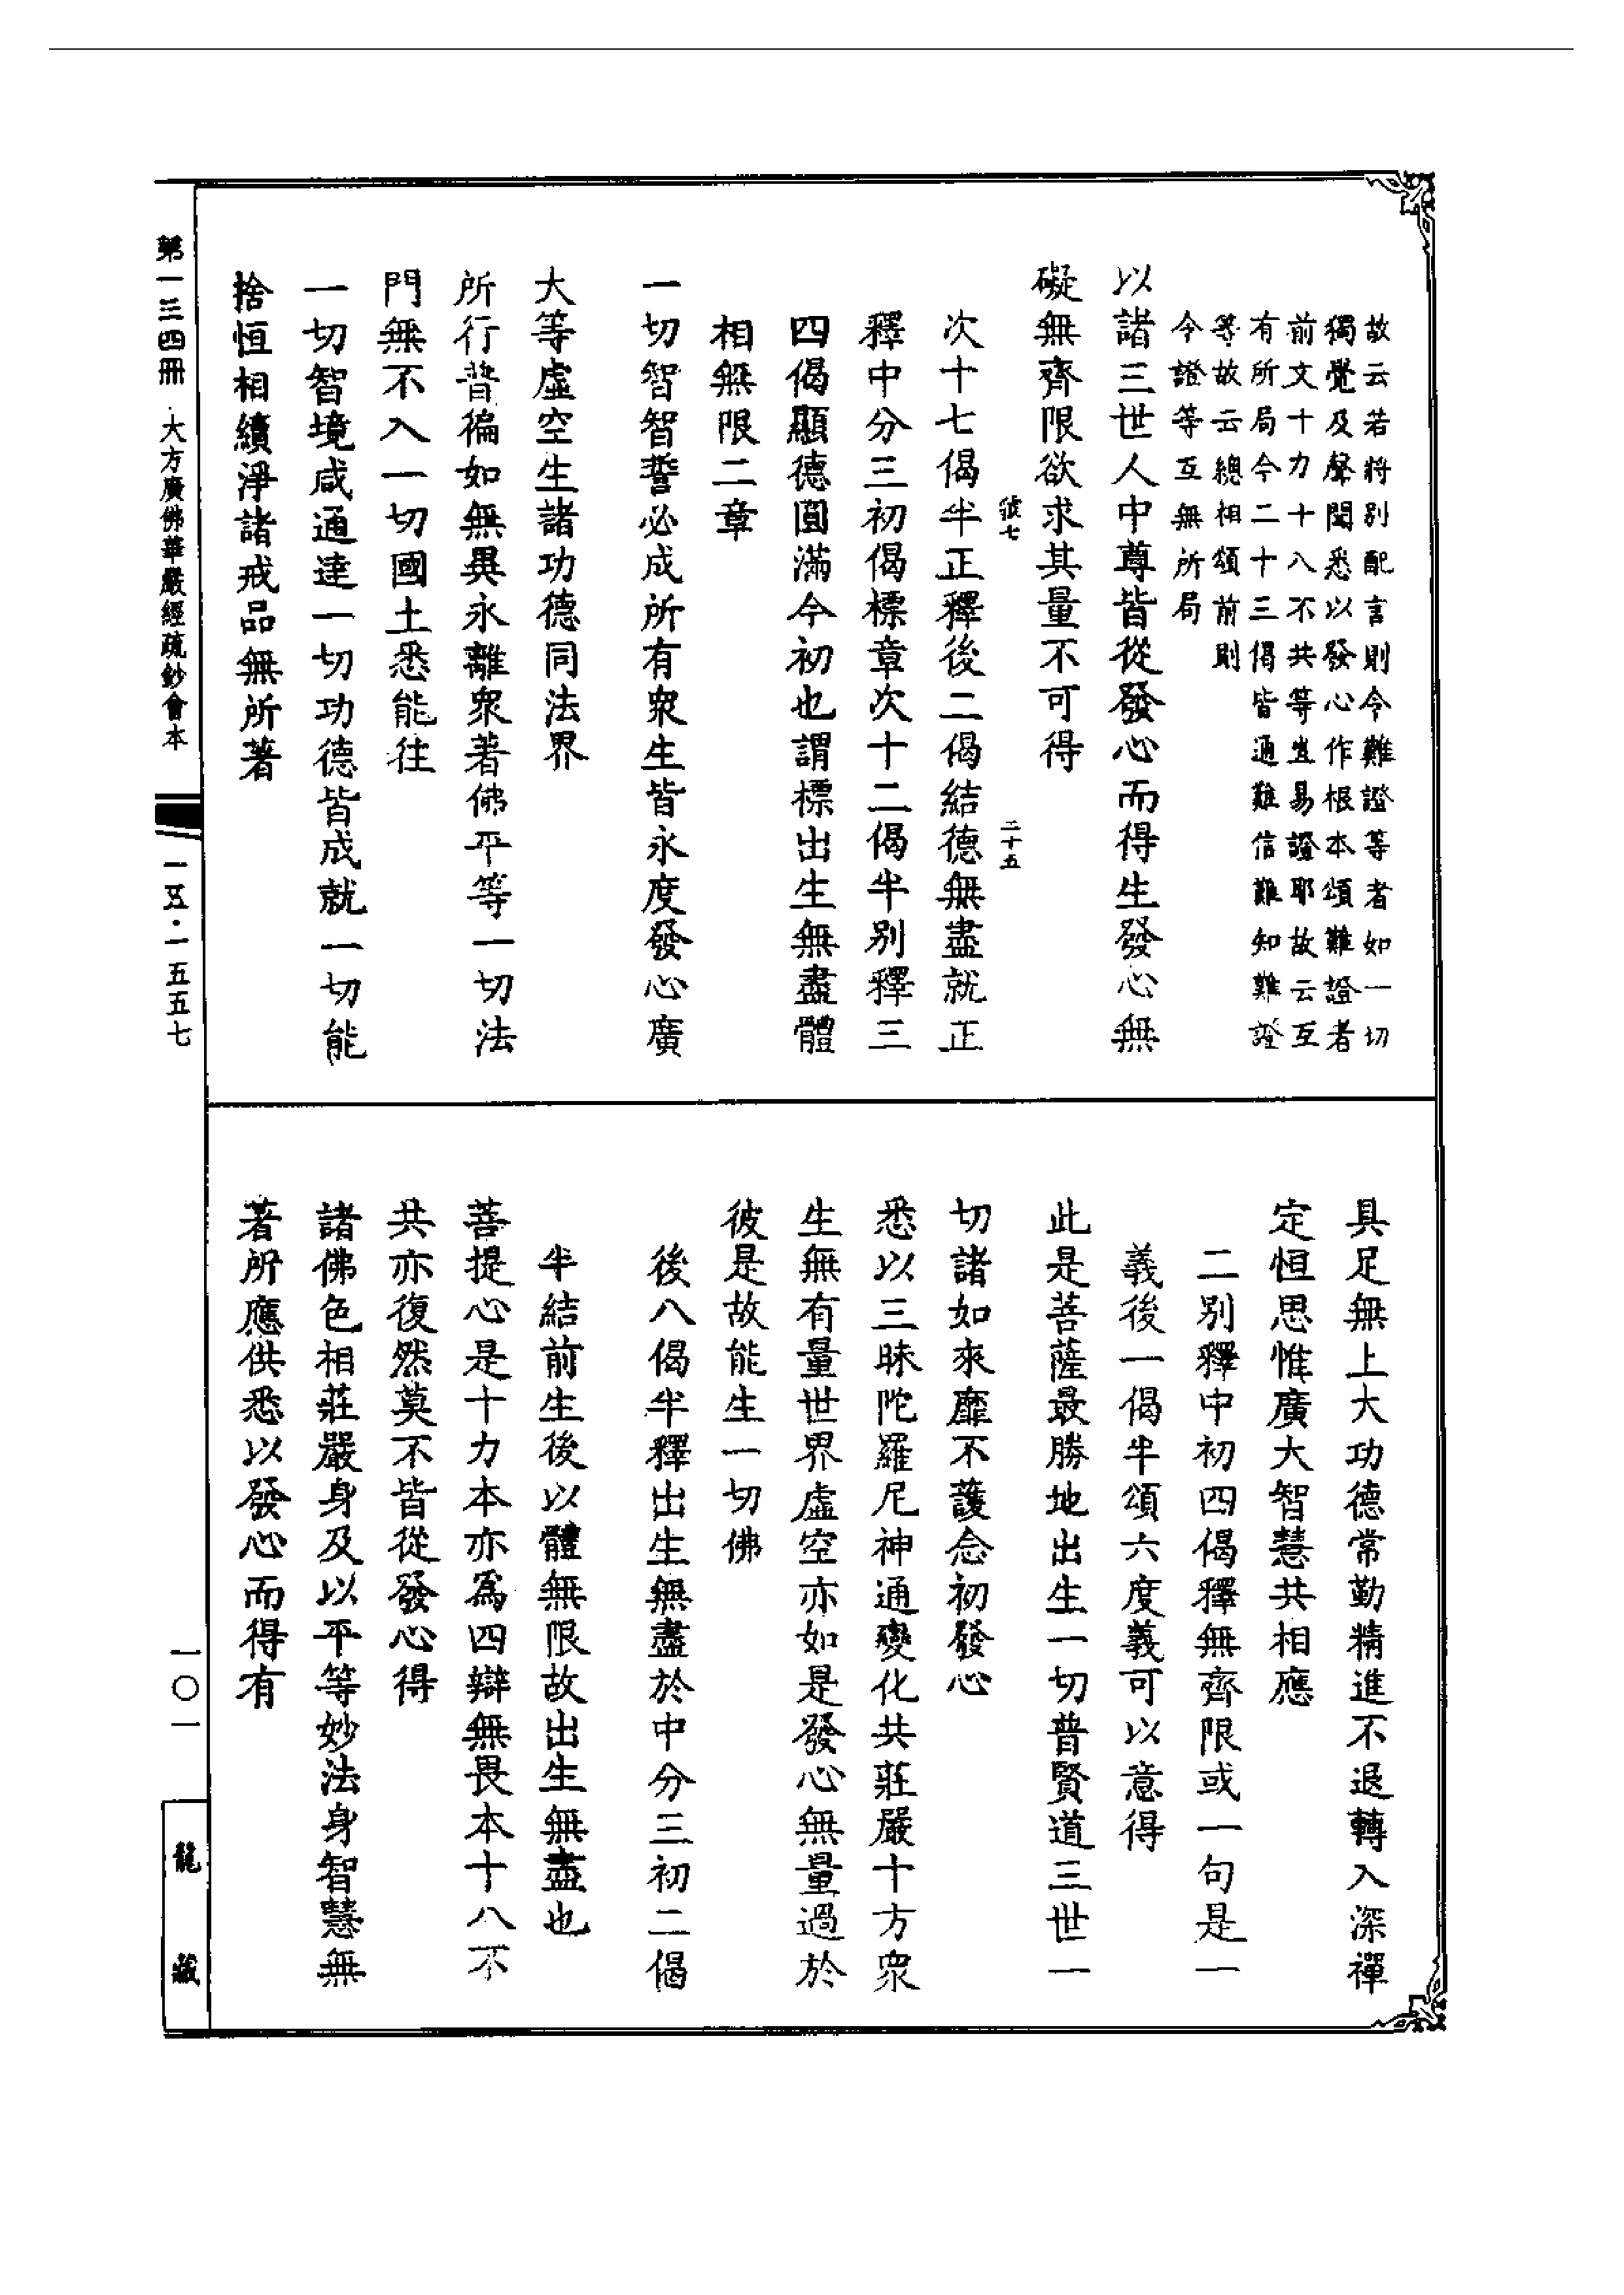 故云若將別配言則令難證等者如一切
獨覺及聲聞悉以發心作根本頌難證者
前文十力十八不共等豈易證耶故云互
有所局今二十三偈皆通難信難知難證
等故云總相頌前則
今證等互無所局
以諸三世人中尊皆從發心而得生發心無
礙無齊限欲求其量不可得
號七
二十五
次十七偈半正釋後二偈結德無盡就正
釋中分三初偈標章次十二偈半別釋三
四偈顯德圓滿今初也謂標出生無盡體
相無限二章
一切智智誓必成所有眾生皆永度發心廣
大等虛空生諸功德同法界
所行普徧如無異永離眾著佛平等一切法
門無不入一切國土悉能往
一切智境咸通達一切功德皆成就一切能
捨恒相續淨諸戒品無所著
具足無上大功德常勤精進不退轉入深禪
定恒思惟廣大智慧共相應
二別釋中初四偈釋無齊限或一句是一
義後一偈半頌六度義可以意得
此是菩薩最勝地出生一切普賢道三世一
切諸如來靡不護念初發心
悉以三昧陀羅尼神通變化共莊嚴十方眾
生無有量世界虛空亦如是發心無量過於
彼是故能生一切佛
後八偈半釋出生無盡於中分三初二偈
半結前生後以體無限故出生無盡也
菩提心是十力本亦為四辯無畏本十八不
共亦復然莫不皆從發心得
諸佛色相莊嚴身及以平等妙法身智慧無
著所應供悉以發心而得有
第一三四冊·大方廣佛華嚴經疏鈔會本
一五·一五五七
一〇一
龍藏